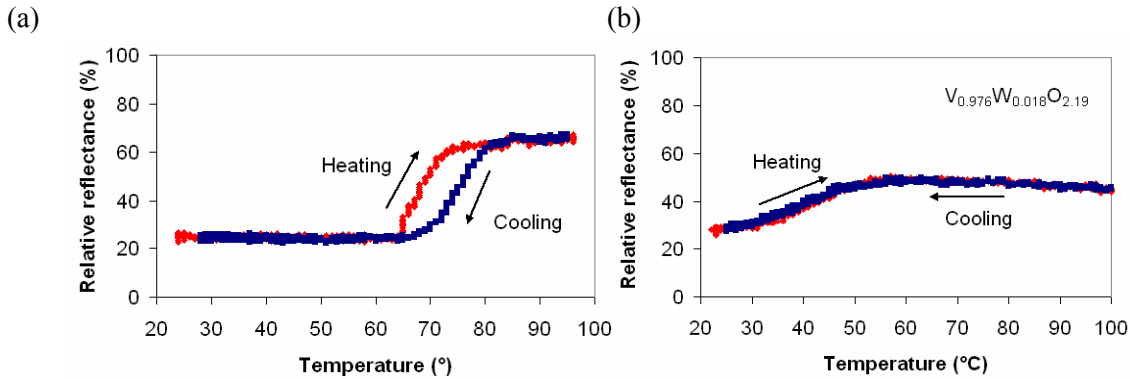 (a)
(b)
Relative reflectance (%)
100
80
60
40
20
0
Heating
Cooling
20 30 40 50 60 70 80 90 100
Temperature (°)
Relative reflectance (%)
100
80
60
40
20
0
V0.976W0.018O2.19
Heating
Cooling
20 30 40 50 60 70 80 90 100
Temperature (°C)